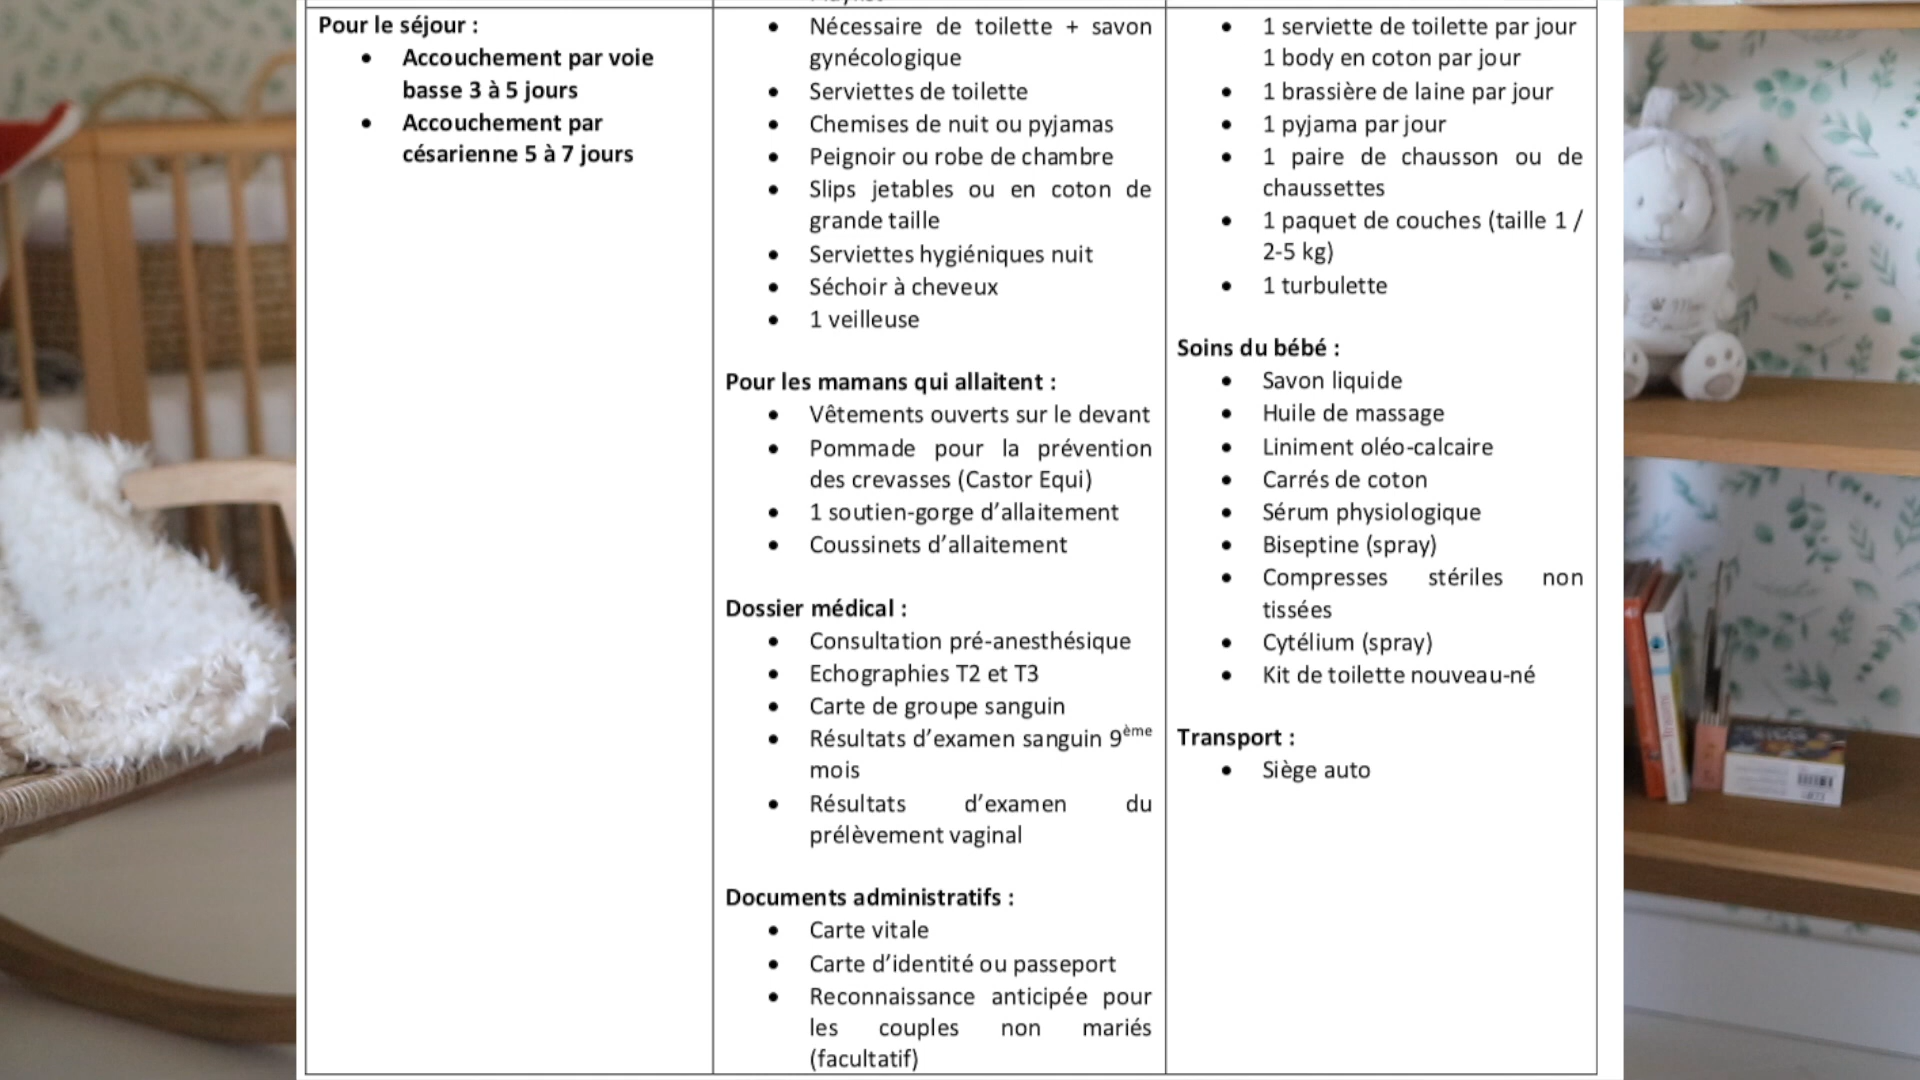 Pour le séjour :
• Accouchement par voie
basse 3 à 5 jours
• Accouchement par
césarienne 5 à 7 jours
• Nécessaire de toilette + savon
gynécologique
• Serviettes de toilette
• Chemises de nuit ou pyjamas
• Peignoir ou robe de chambre
• Slips jetables ou en coton de
grande taille
• Serviettes hygiéniques nuit
• Séchoir à cheveux
• 1 veilleuse
Pour les mamans qui allaitent :
• Vêtements ouverts sur le devant
• Pommade pour la prévention
des crevasses (Castor Equi)
• 1 soutien-gorge d’allaitement
• Coussinets d’allaitement
Dossier médical :
• Consultation pré-anesthésique
• Echographies T2 et T3
• Carte de groupe sanguin
• Résultats d’examen sanguin 9ème
mois
• Résultats d’examen du
prélèvement vaginal
Documents administratifs :
• Carte vitale
• Carte d’identité ou passeport
• Reconnaissance anticipée pour
les couples non mariés
(facultatif)
• 1 serviette de toilette par jour
1 body en coton par jour
• 1 brassière de laine par jour
• 1 pyjama par jour
• 1 paire de chausson ou de
chaussettes
• 1 paquet de couches (taille 1 /
2-5 kg)
• 1 turbulette
Soins du bébé :
• Savon liquide
• Huile de massage
• Liniment oléo-calcaire
• Carrés de coton
• Sérum physiologique
• Biseptine (spray)
• Compresses stériles non
tissées
• Cytélium (spray)
• Kit de toilette nouveau-né
Transport :
• Siège auto